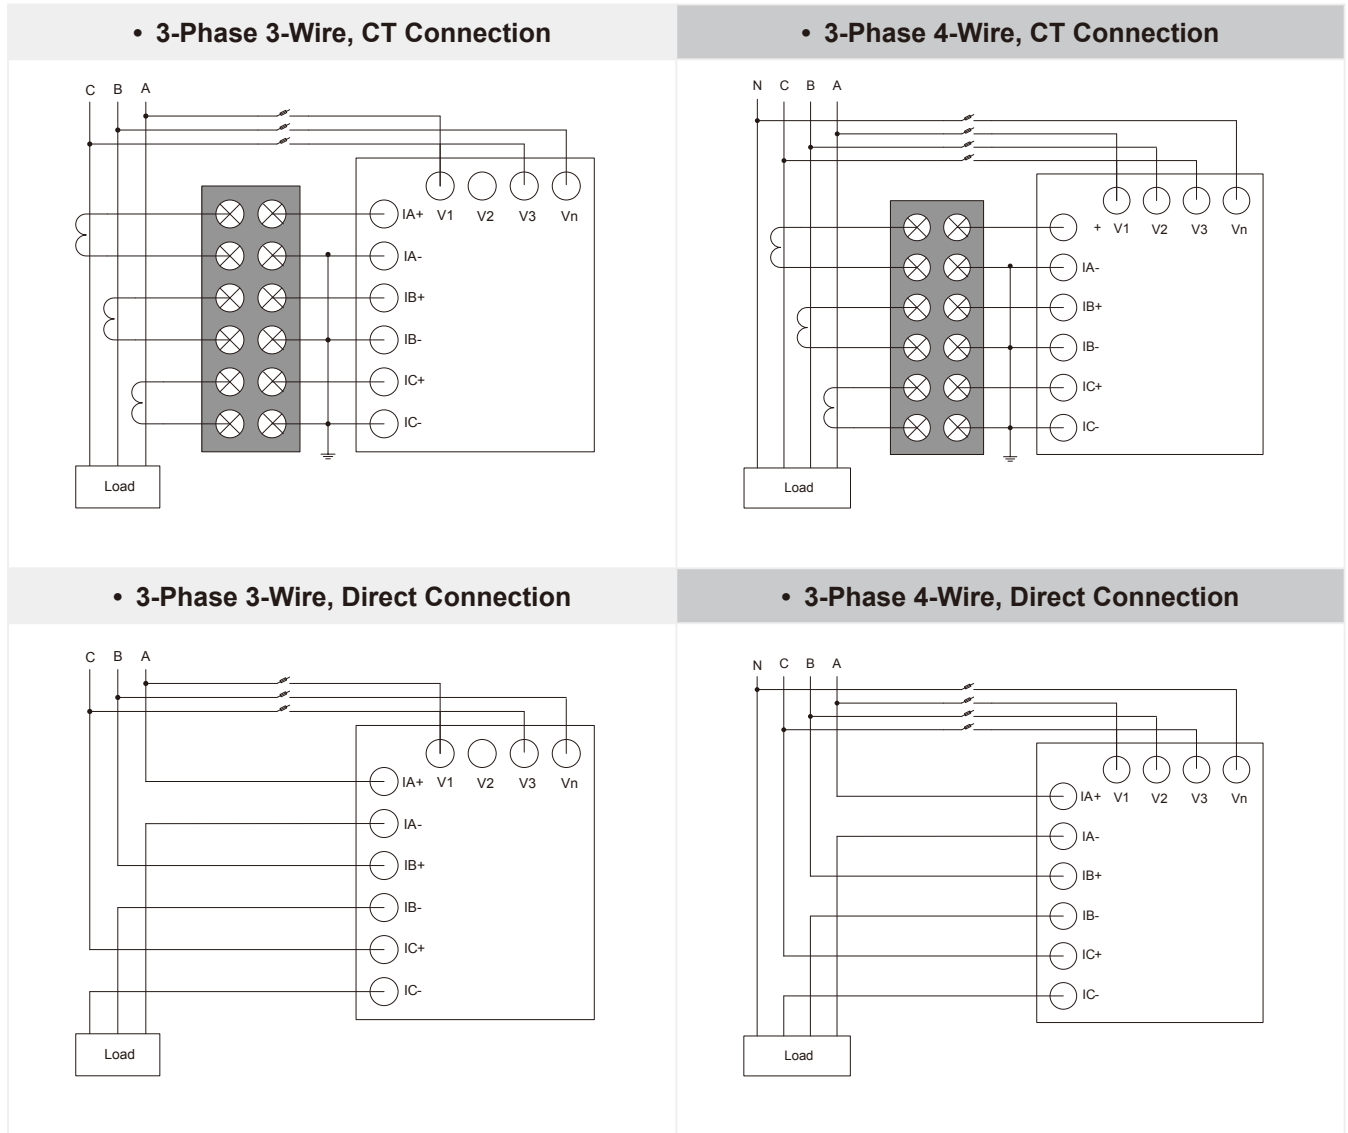 • 3-Phase 3-Wire, CT Connection
• 3-Phase 4-Wire, CT Connection
C B A
IA+ V1 V2 V3 Vn
IA-
IB+
IB-
IC+
IC-
Load
N C B A
+ V1 V2 V3 Vn
IA-
IB+
IB-
IC+
IC-
Load
• 3-Phase 3-Wire, Direct Connection
• 3-Phase 4-Wire, Direct Connection
C B A
IA+ V1 V2 V3 Vn
IA-
IB+
IB-
IC+
IC-
Load
N C B A
IA+ V1 V2 V3 Vn
IA-
IB+
IB-
IC+
IC-
Load